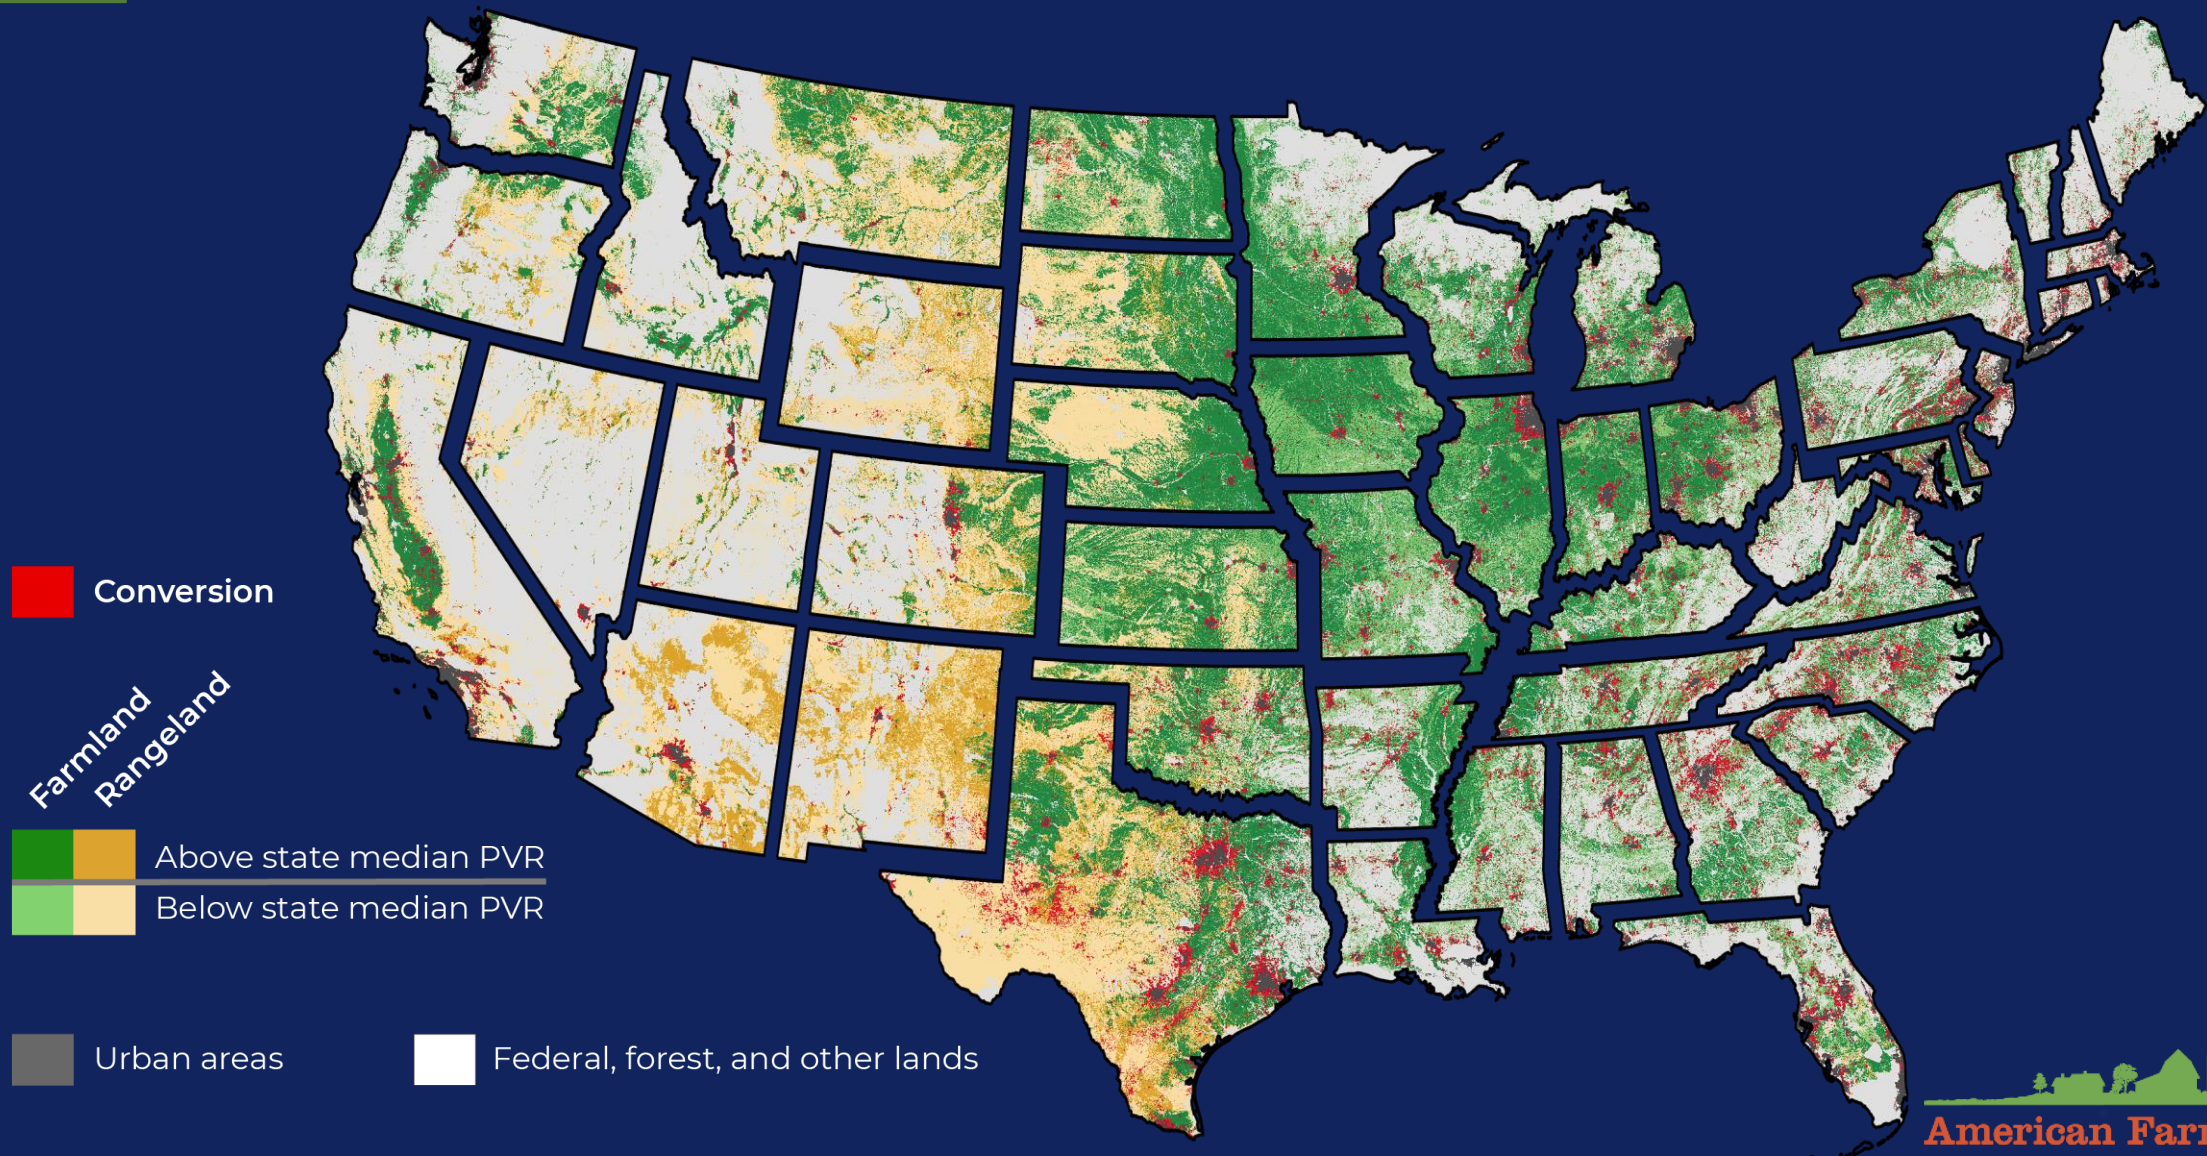 Conversion
Farmland
Rangeland
Above state median PVR
Below state median PVR
Urban areas
Federal, forest, and other lands
American